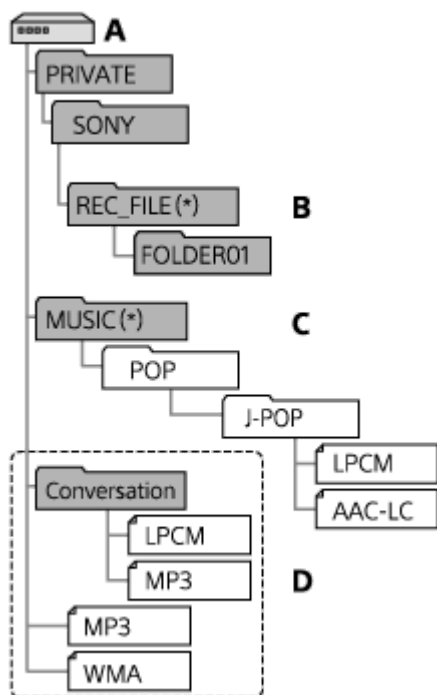 A
PRIVATE
SONY
REC_FILE(*)
B
FOLDER01
MUSIC(*)
C
POP
J-POP
LPCM
AAC-LC
Conversation
LPCM
MP3
D
MP3
WMA